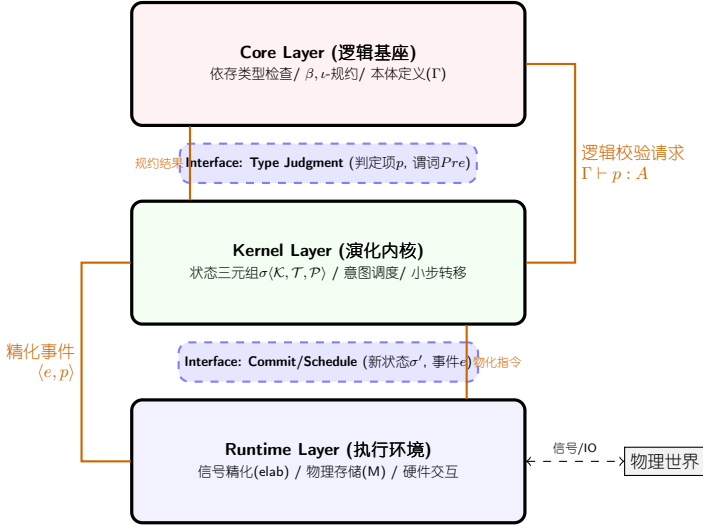 Core Layer (逻辑基座)
依存类型检查/ β, ι-规约/ 本体定义(Γ)
规约结果
Interface: Type Judgment (判定项p, 谓词Pre)
逻辑校验请求
Γ ⊢ p : A
Kernel Layer (演化内核)
状态三元组σ⟨K, T, P⟩ / 意图调度/ 小步转移
精化事件
⟨e, p⟩
Interface: Commit/Schedule (新状态σ′, 事件e)
物化指令
Runtime Layer (执行环境)
信号精化(elab) / 物理存储(M) / 硬件交互
信号/IO
物理世界